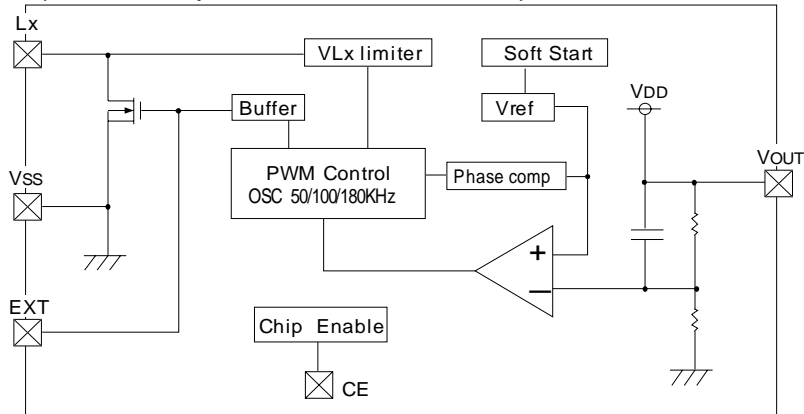 Lx
VLx limiter
Soft Start
VDD
Buffer
Vref
VOUT
VSS
PWM Control
OSC 50/100/180KHz
Phase comp
+
–
EXT
Chip Enable
CE